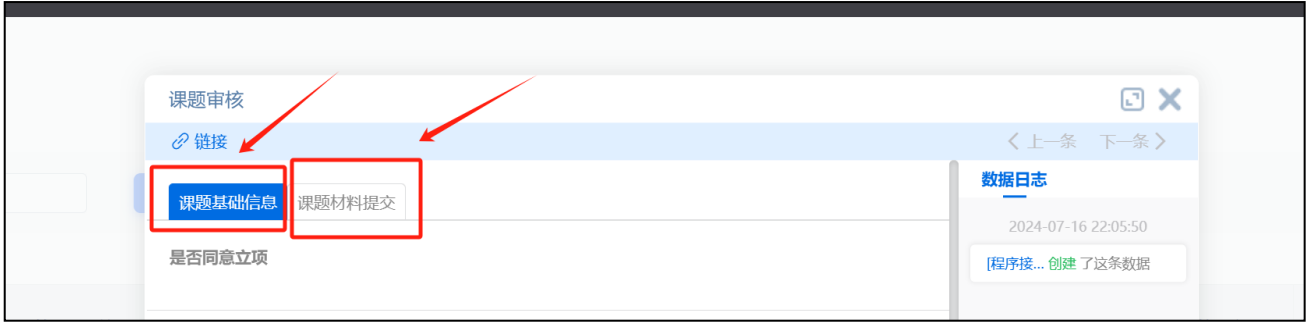 课题审核
链接
上一条 下一条
课题基础信息 课题材料提交
是否同意立项
数据日志
2024-07-16 22:05:50
[程序接... 创建 了这条数据